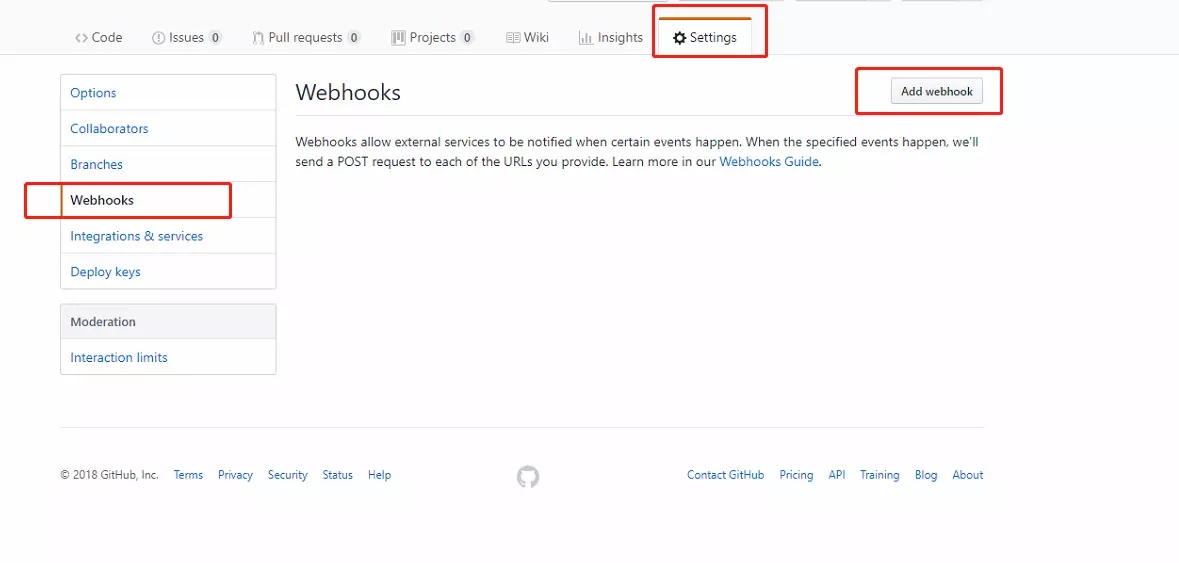 Code Issues 0 Pull requests 0 Projects 0 Wiki Insights Settings
Options
Collaborators
Branches
Webhooks
Integrations & services
Deploy keys
Moderation
Interaction limits
Webhooks
Add webhook
Webhooks allow external services to be notified when certain events happen. When the specified events happen, we'll
send a POST request to each of the URLs you provide. Learn more in our Webhooks Guide.
© 2018 GitHub, Inc. Terms Privacy Security Status Help
Contact GitHub Pricing API Training Blog About